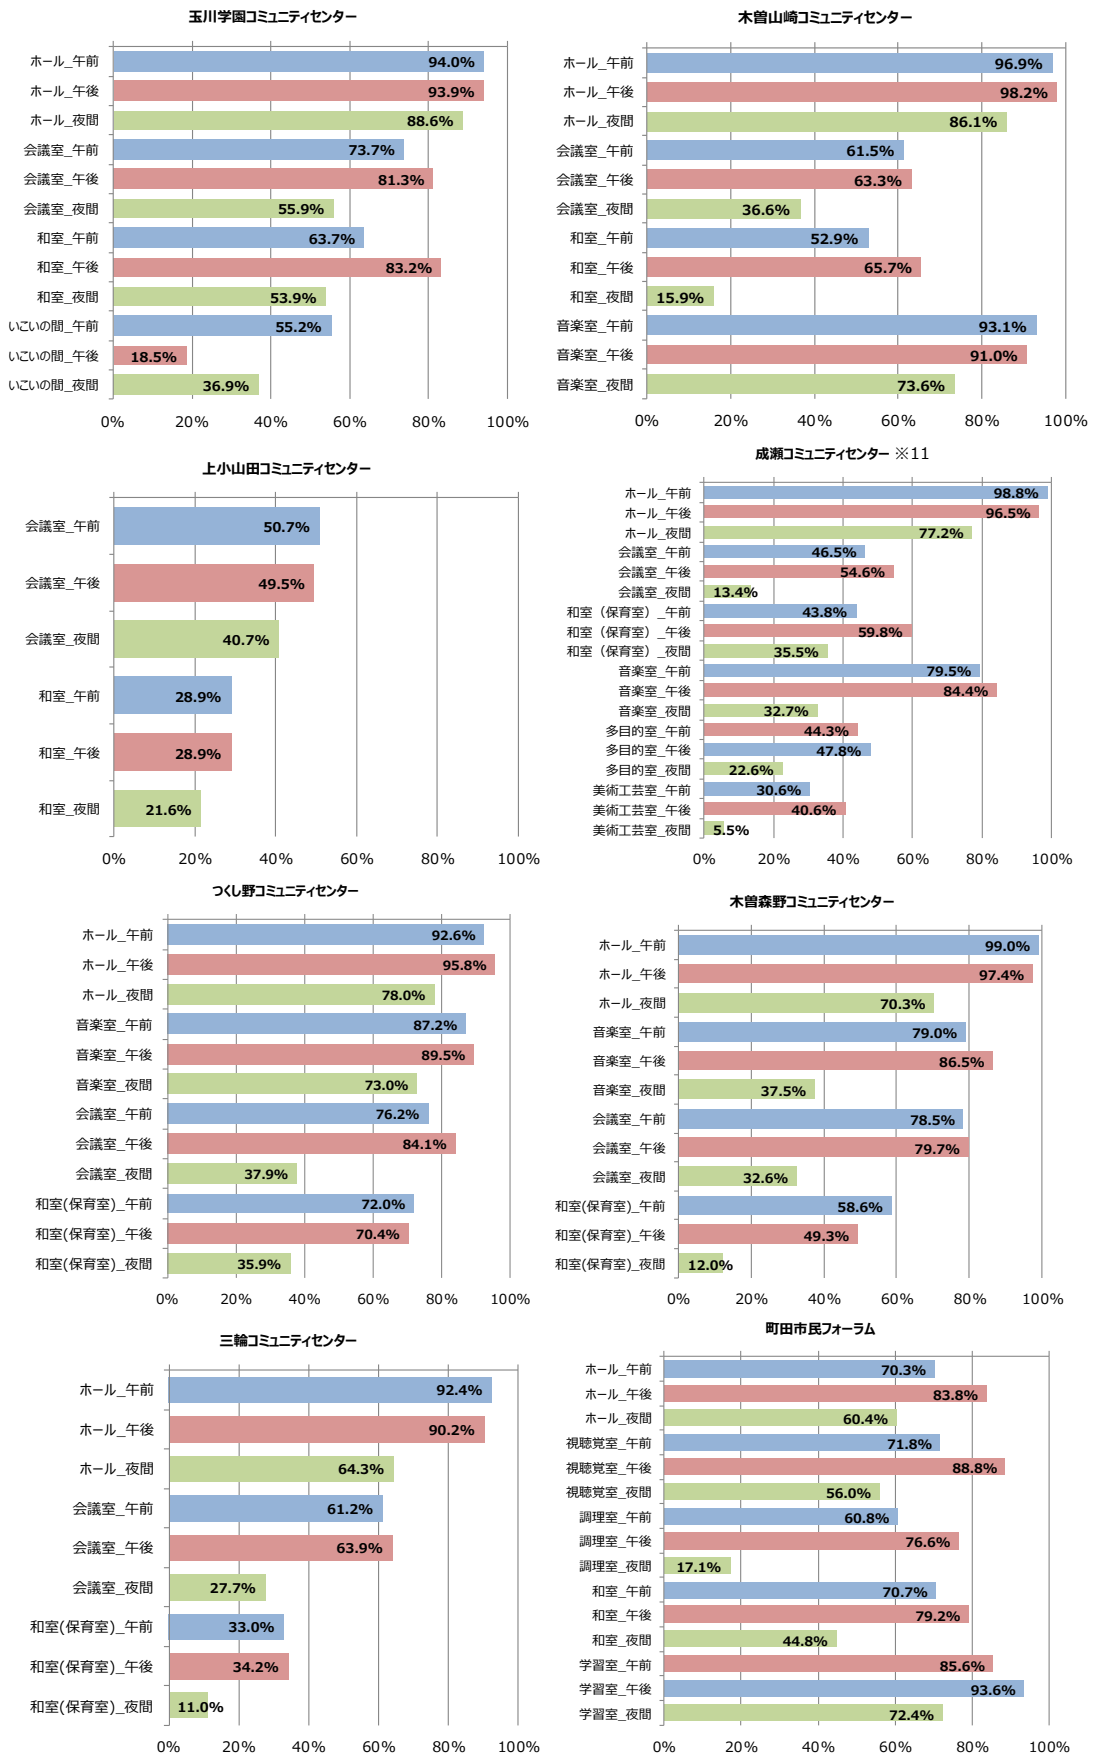 玉川学園コミュニティセンター
ホール_午前 94.0%
ホール_午後 93.9%
ホール_夜間 88.6%
会議室_午前 73.7%
会議室_午後 81.3%
会議室_夜間 55.9%
和室_午前 63.7%
和室_午後 83.2%
和室_夜間 53.9%
いこいの間_午前 55.2%
いこいの間_午後 18.5%
いこいの間_夜間 36.9%
0% 20% 40% 60% 80% 100%
木曽山崎コミュニティセンター
ホール_午前 96.9%
ホール_午後 98.2%
ホール_夜間 86.1%
会議室_午前 61.5%
会議室_午後 63.3%
会議室_夜間 36.6%
和室_午前 52.9%
和室_午後 65.7%
和室_夜間 15.9%
音楽室_午前 93.1%
音楽室_午後 91.0%
音楽室_夜間 73.6%
0% 20% 40% 60% 80% 100%
上小山田コミュニティセンター
会議室_午前 50.7%
会議室_午後 49.5%
会議室_夜間 40.7%
和室_午前 28.9%
和室_午後 28.9%
和室_夜間 21.6%
0% 20% 40% 60% 80% 100%
成瀬コミュニティセンター ※11
ホール_午前 98.8%
ホール_午後 96.5%
ホール_夜間 77.2%
会議室_午前 46.5%
会議室_午後 54.6%
会議室_夜間 13.4%
和室（保育室）_午前 43.8%
和室（保育室）_午後 59.8%
和室（保育室）_夜間 35.5%
音楽室_午前 79.5%
音楽室_午後 84.4%
音楽室_夜間 32.7%
多目的室_午前 44.3%
多目的室_午後 47.8%
多目的室_夜間 22.6%
美術工芸室_午前 30.6%
美術工芸室_午後 40.6%
美術工芸室_夜間 5.5%
0% 20% 40% 60% 80% 100%
つくし野コミュニティセンター
ホール_午前 92.6%
ホール_午後 95.8%
ホール_夜間 78.0%
音楽室_午前 87.2%
音楽室_午後 89.5%
音楽室_夜間 73.0%
会議室_午前 76.2%
会議室_午後 84.1%
会議室_夜間 37.9%
和室(保育室)_午前 72.0%
和室(保育室)_午後 70.4%
和室(保育室)_夜間 35.9%
0% 20% 40% 60% 80% 100%
木曽森野コミュニティセンター
ホール_午前 99.0%
ホール_午後 97.4%
ホール_夜間 70.3%
音楽室_午前 79.0%
音楽室_午後 86.5%
音楽室_夜間 37.5%
会議室_午前 78.5%
会議室_午後 79.7%
会議室_夜間 32.6%
和室(保育室)_午前 58.6%
和室(保育室)_午後 49.3%
和室(保育室)_夜間 12.0%
0% 20% 40% 60% 80% 100%
三輪コミュニティセンター
ホール_午前 92.4%
ホール_午後 90.2%
ホール_夜間 64.3%
会議室_午前 61.2%
会議室_午後 63.9%
会議室_夜間 27.7%
和室(保育室)_午前 33.0%
和室(保育室)_午後 34.2%
和室(保育室)_夜間 11.0%
0% 20% 40% 60% 80% 100%
町田市民フォーラム
ホール_午前 70.3%
ホール_午後 83.8%
ホール_夜間 60.4%
視聴覚室_午前 71.8%
視聴覚室_午後 88.8%
視聴覚室_夜間 56.0%
調理室_午前 60.8%
調理室_午後 76.6%
調理室_夜間 17.1%
和室_午前 70.7%
和室_午後 79.2%
和室_夜間 44.8%
学習室_午前 85.6%
学習室_午後 93.6%
学習室_夜間 72.4%
0% 20% 40% 60% 80% 100%